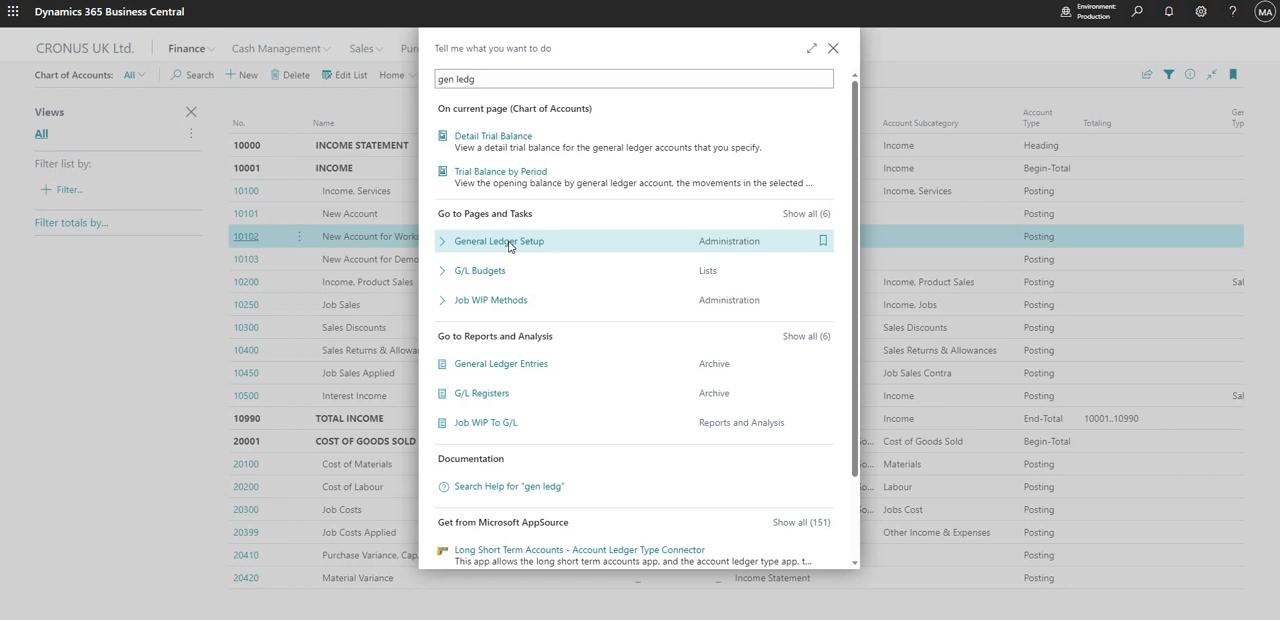 Dynamics 365 Business Central
Environment:
Production
MA
CRONUS UK Ltd.
Finance
Cash Management
Sales
Chart of Accounts: All
Search
New
Delete
Edit List
Home
Views
All
Filter list by:
Filter...
Filter totals by...
Tell me what you want to do
gen ledg
On current page (Chart of Accounts)
Detail Trial Balance
View a detail trial balance for the general ledger accounts that you specify.
Trial Balance by Period
View the opening balance by general ledger account, the movements in the selected ...
Go to Pages and Tasks Show all (6)
General Ledger Setup Administration
G/L Budgets Lists
Job WIP Methods Administration
Go to Reports and Analysis Show all (6)
General Ledger Entries Archive
G/L Registers Archive
Job WIP To G/L Reports and Analysis
Documentation
Search Help for "gen ledg"
Get from Microsoft AppSource Show all (151)
Long Short Term Accounts - Account Ledger Type Connector
This app allows the long short term accounts app. and the account ledger type app. t...
No. Name Account Subcategory Account Type Totaling
10000 INCOME STATEMENT Income Heading
10001 INCOME Income Begin-Total
10100 Income, Services Income, Services Posting
10101 New Account Posting
10102 New Account for Works Posting
10103 New Account for Demo Posting
10200 Income, Product Sales Income, Product Sales Posting
10250 Job Sales Income, Jobs Posting
10300 Sales Discounts Sales Discounts Posting
10400 Sales Returns & Allowa Sales Returns & Allowances Posting
10450 Job Sales Applied Job Sales Contra Posting
10500 Interest Income Income Posting
10990 TOTAL INCOME Income End-Total 10001..10990
20001 COST OF GOODS SOLD Cost of Goods Sold Begin-Total
20100 Cost of Materials Materials Posting
20200 Cost of Labour Labour Posting
20300 Job Costs Jobs Cost Posting
20399 Job Costs Applied Other Income & Expenses Posting
20410 Purchase Variance, Cap. Posting
20420 Material Variance Income Statement Posting